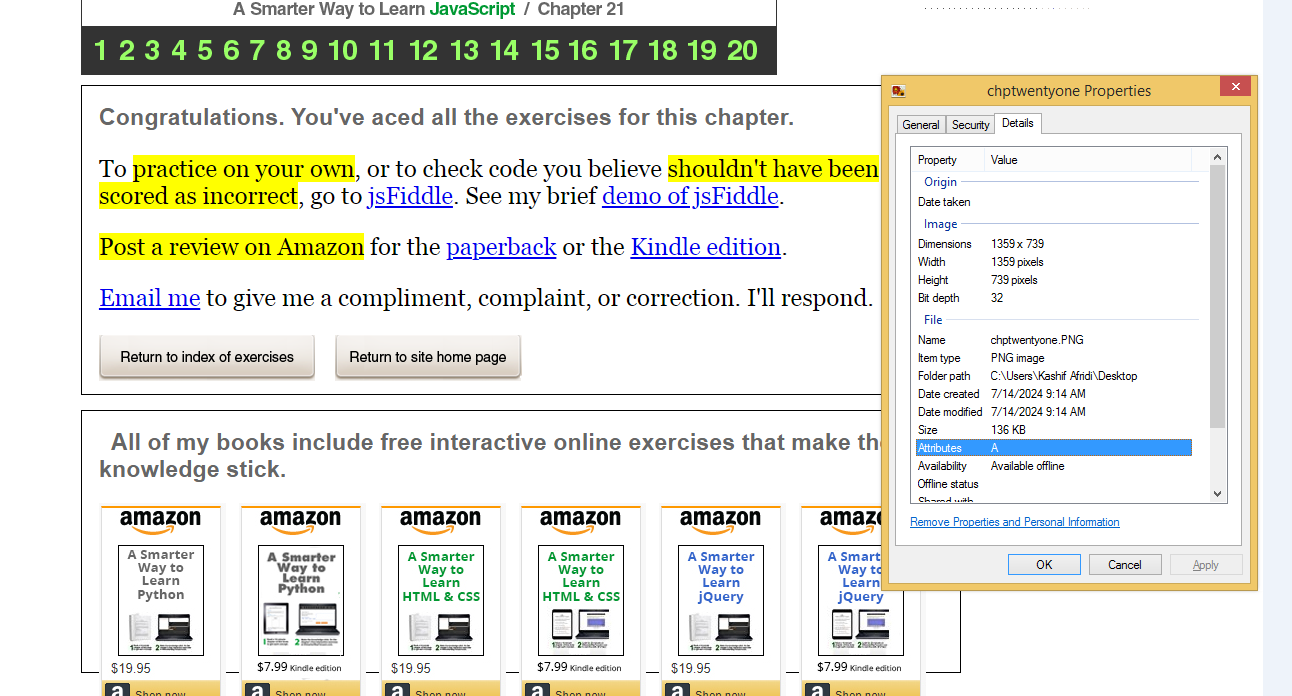 A Smarter Way to Learn JavaScript / Chapter 21
1 2 3 4 5 6 7 8 9 10 11 12 13 14 15 16 17 18 19 20
Congratulations. You've aced all the exercises for this chapter.
To practice on your own, or to check code you believe shouldn't have been
scored as incorrect, go to jsFiddle. See my brief demo of jsFiddle.
Post a review on Amazon for the paperback or the Kindle edition.
Email me to give me a compliment, complaint, or correction. I'll respond.
Return to index of exercises
Return to site home page
All of my books include free interactive online exercises that make the
knowledge stick.
amazon
A Smarter
Way to
Learn
Python
$19.95
Shop now
amazon
A Smarter
Way to
Learn
Python
$7.99 Kindle edition
Shop now
amazon
A Smarter
Way to
Learn
HTML & CSS
$19.95
Shop now
amazon
A Smarter
Way to
Learn
HTML & CSS
$7.99 Kindle edition
Shop now
amazon
A Smarter
Way to
Learn
jQuery
$19.95
Shop now
amaz
A Smart
Way to
Learn
jQuery
$7.99 Kindle edition
Shop now
chptwentyone Properties
General Security Details
Property Value
Origin
Date taken
Image
Dimensions 1359 x 739
Width 1359 pixels
Height 739 pixels
Bit depth 32
File
Name chptwentyone.PNG
Item type PNG image
Folder path C:\Users\Kashif Afridi\Desktop
Date created 7/14/2024 9:14 AM
Date modified 7/14/2024 9:14 AM
Size 136 KB
Attributes A
Availability Available offline
Offline status
Shared with
Remove Properties and Personal Information
OK Cancel Apply